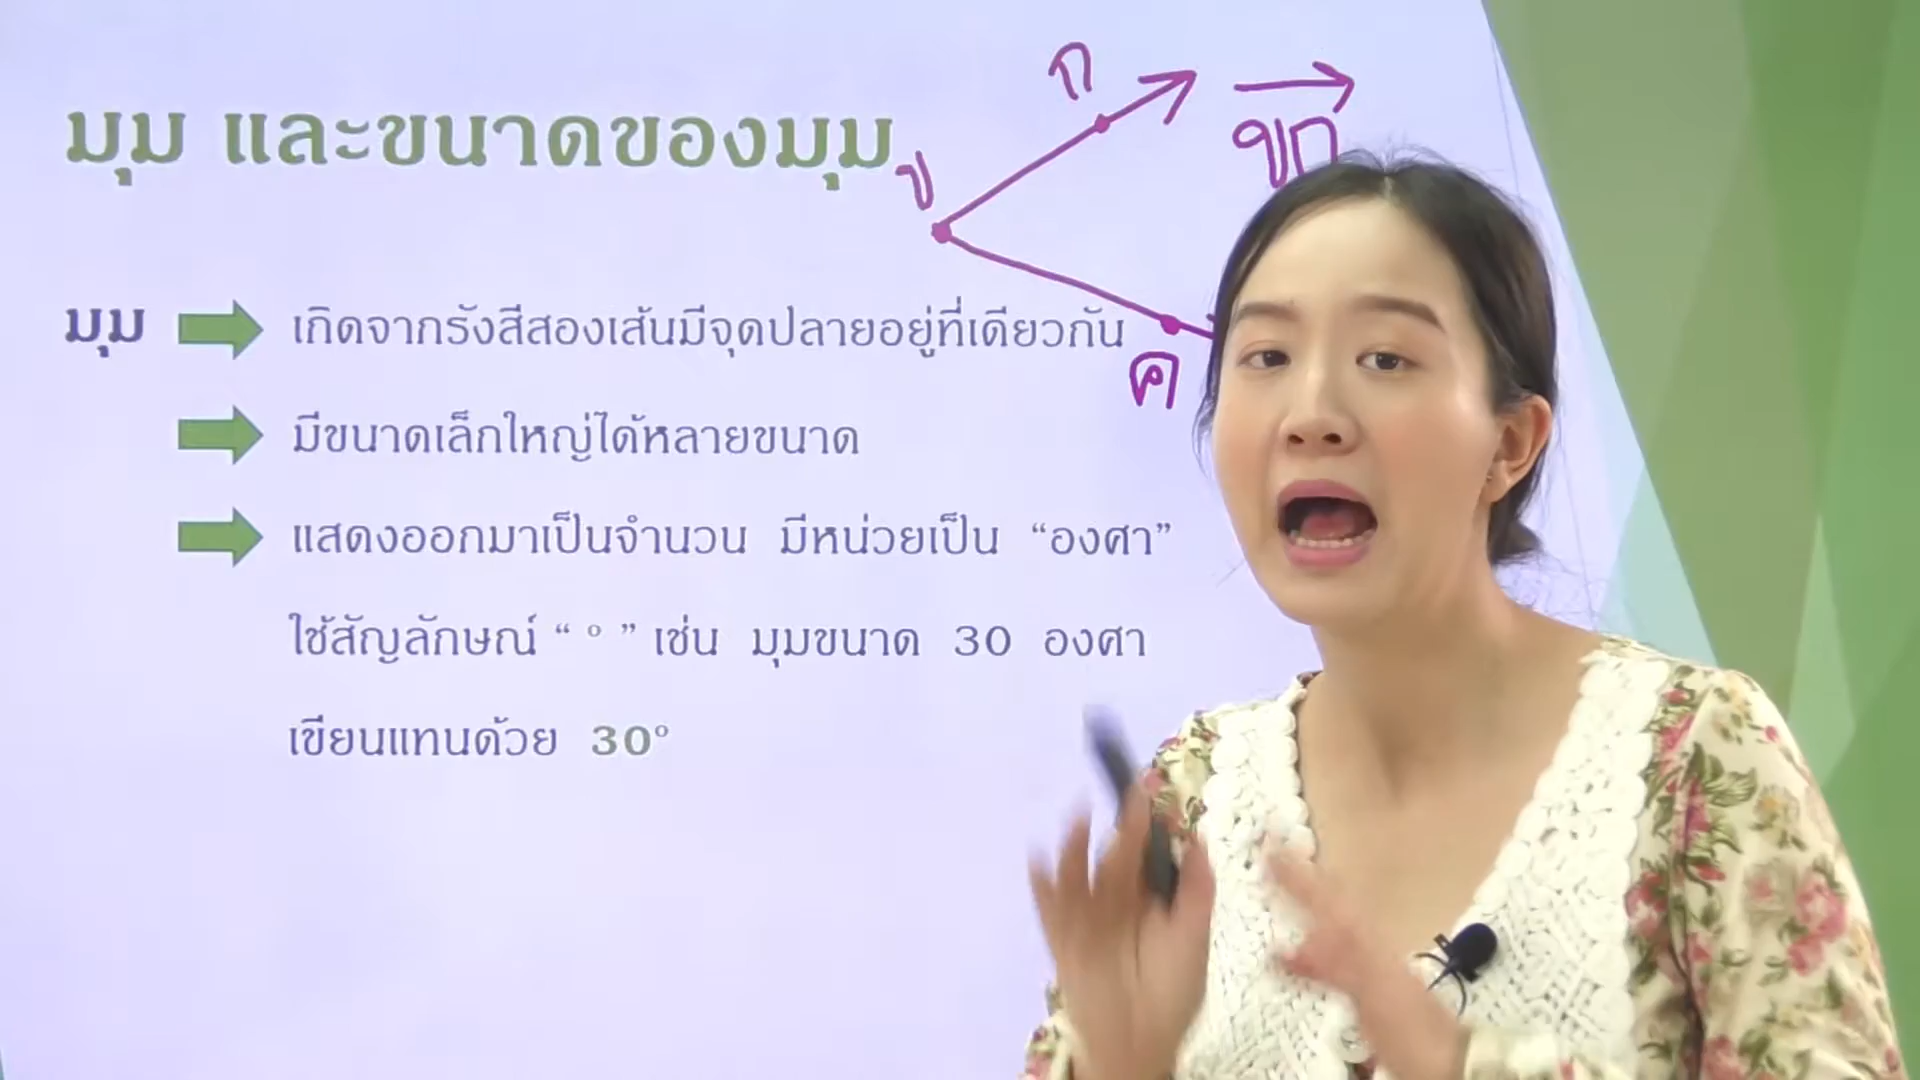 มุม และขนาดของมุม
ก
ขก
ข
มุม เกิดจากรังสีสองเส้นมีจุดปลายอยู่ที่เดียวกัน
ค
มีขนาดเล็กใหญ่ได้หลายขนาด
แสดงออกมาเป็นจำนวน มีหน่วยเป็น “องศา”
ใช้สัญลักษณ์ “ ° ” เช่น มุมขนาด 30 องศา
เขียนแทนด้วย 30°